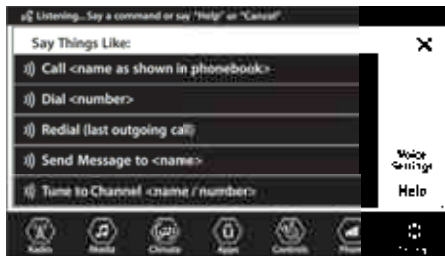 Listening... Say a command or say "Help" or "Cancel".
Say Things Like:
Call <name as shown in phonebook>
Dial <number>
Redial (last outgoing call)
Send Message to <name>
Tune to Channel <name / number>
Voice
Settings
Help
Radio
Media
Climate
Apps
Controls
Phone